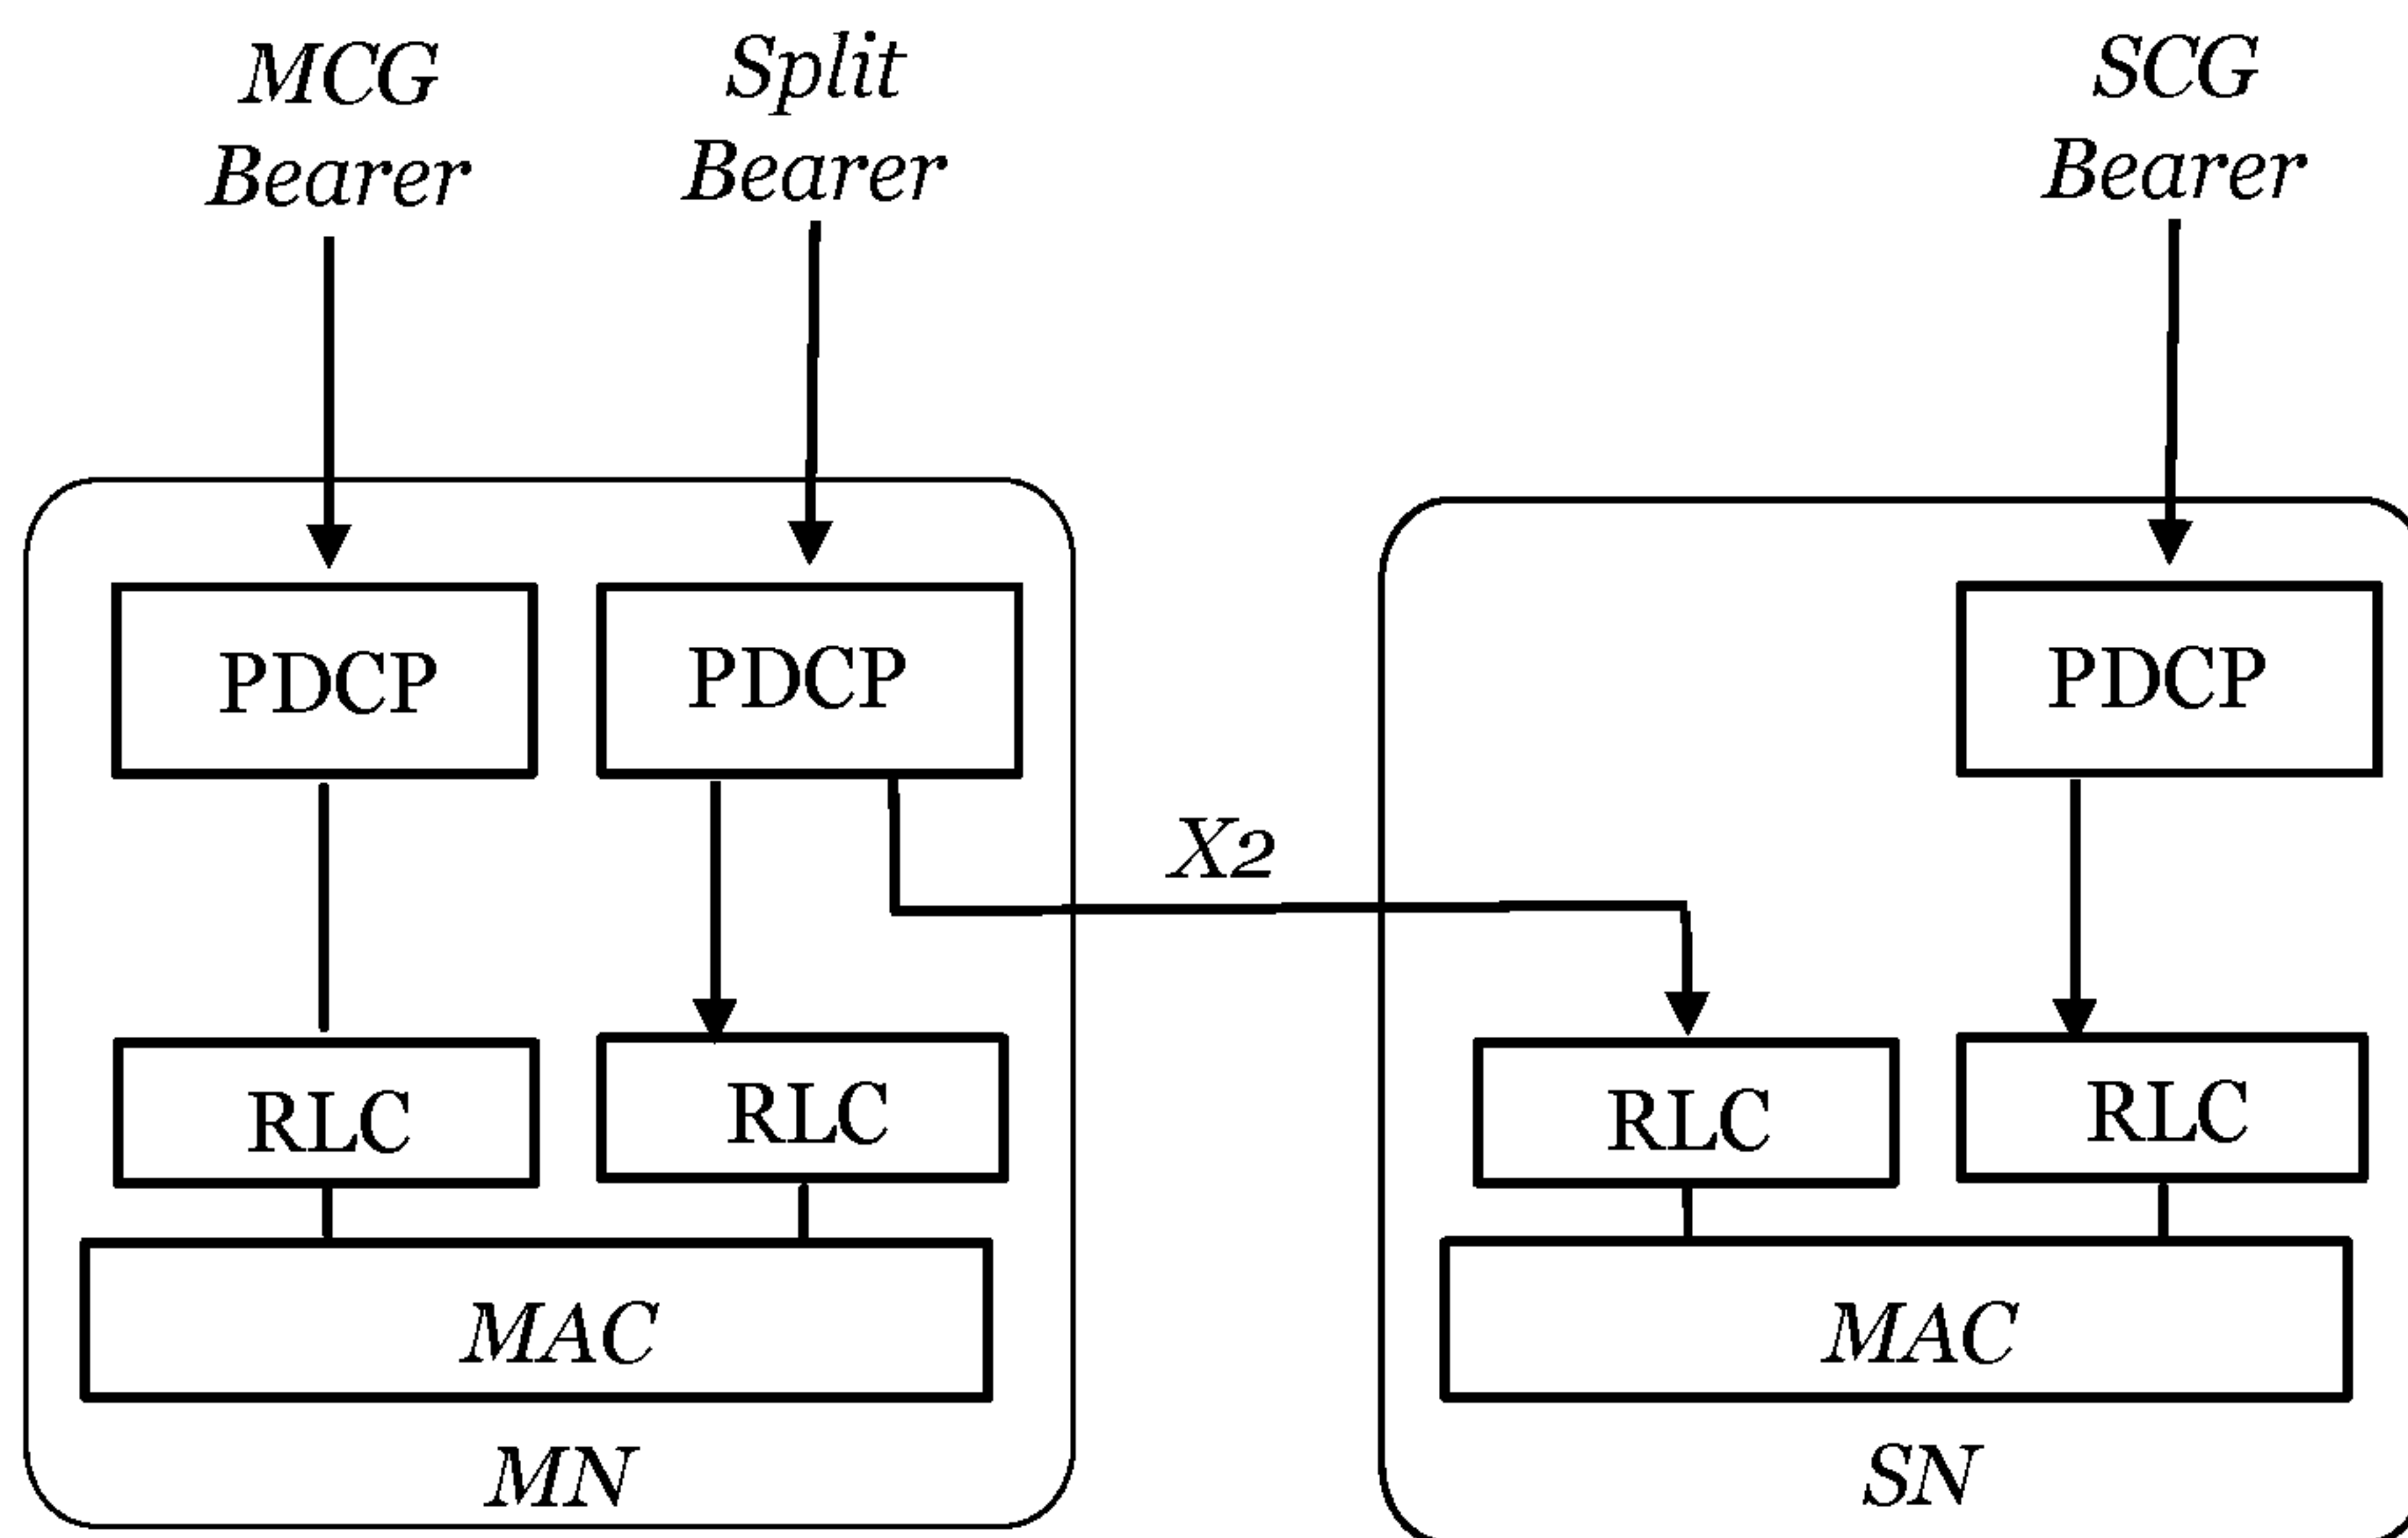 MCG
Bearer
Split
Bearer
SCG
Bearer
PDCP
PDCP
PDCP
X2
RLC
RLC
RLC
RLC
MAC
MAC
MN
SN